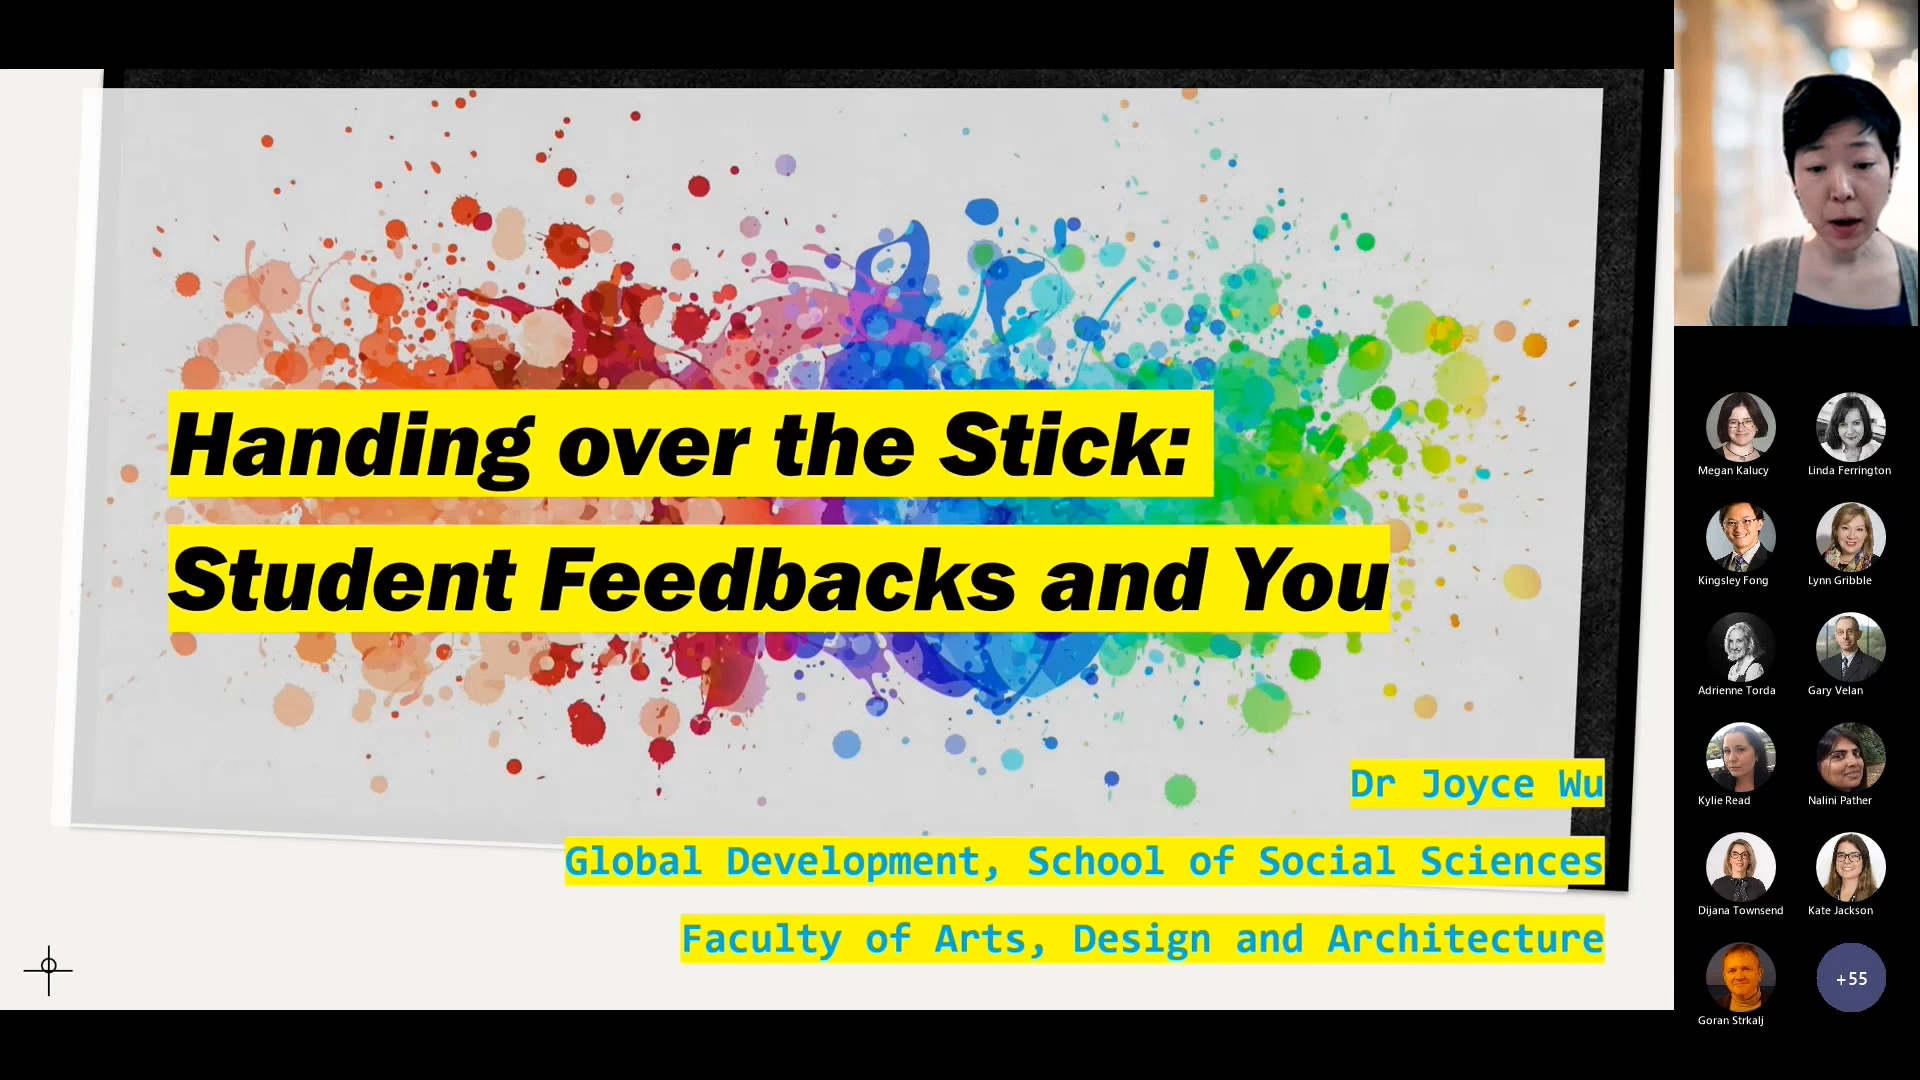 Handing over the Stick:
Student Feedbacks and You
Dr Joyce Wu
Global Development, School of Social Sciences
Faculty of Arts, Design and Architecture
Megan Kalucy
Linda Ferrington
Kingsley Fong
Lynn Gribble
Adrienne Torda
Gary Velan
Kylie Read
Nalini Pather
Dijana Townsend
Kate Jackson
+55
Goran Strkalj